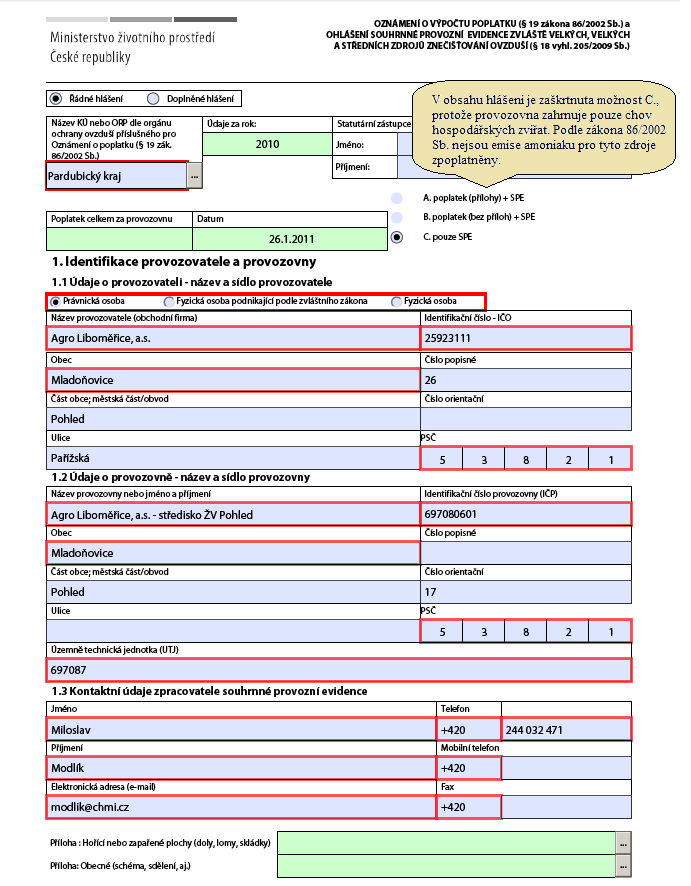 Ministerstvo životního prostředí
České republiky
OZNÁMENÍ O VÝPOČTU POPLATKU (§ 19 zákona 86/2002 Sb.) a
OHLÁŠENÍ SOUHRNNÉ PROVOZNÍ EVIDENCE ZVLÁŠTĚ VELKÝCH, VELKÝCH
A STŘEDNÍCH ZDROJŮ ZNEČIŠŤOVÁNÍ OVZDUŠÍ (§ 18 vyhl. 205/2009 Sb.)
Řádné hlášení
Doplněné hlášení
Název KÚ nebo ORP dle orgánu
ochrany ovzduší příslušného pro
Oznámení o poplatku (§ 19 zák.
86/2002 Sb.)
Pardubický kraj
...
Údaje za rok:
2010
Statutární zástupce
Jméno:
Příjmení:
V obsahu hlášení je zaškrtnuta možnost C.,
protože provozovna zahrnuje pouze chov
hospodářských zvířat. Podle zákona 86/2002
Sb. nejsou emise amoniaku pro tyto zdroje
zpoplatněny.
A. poplatek (přílohy) + SPE
B. poplatek (bez příloh) + SPE
C. pouze SPE
Poplatek celkem za provozovnu
Datum
26.1.2011
1. Identifikace provozovatele a provozovny
1.1 Údaje o provozovateli - název a sídlo provozovatele
Právnická osoba
Fyzická osoba podnikající podle zvláštního zákona
Fyzická osoba
Název provozovatele (obchodní firma)
Identifikační číslo - IČO
Agro Liboměřice, a.s.
25923111
Obec
Číslo popisné
Mladoňovice
26
Část obce; městská část/obvod
Číslo orientační
Pohled
Ulice
PSČ
Pařížská
5 3 8 2 1
1.2 Údaje o provozovně - název a sídlo provozovny
Název provozovny nebo jméno a příjmení
Identifikační číslo provozovny (IČP)
Agro Liboměřice, a.s. - středisko ŽV Pohled
697080601
Obec
Číslo popisné
Mladoňovice
Část obce; městská část/obvod
Číslo orientační
Pohled
17
Ulice
PSČ
5 3 8 2 1
Územně technická jednotka (UTJ)
697087
1.3 Kontaktní údaje zpracovatele souhrnné provozní evidence
Jméno
Telefon
Miloslav
+420
244 032 471
Příjmení
Mobilní telefon
Modlík
+420
Elektronická adresa (e-mail)
Fax
modlik@chmi.cz
+420
Příloha : Hořící nebo zapařené plochy (doly, lomy, skládky)
...
Příloha: Obecné (schéma, sdělení, aj.)
...